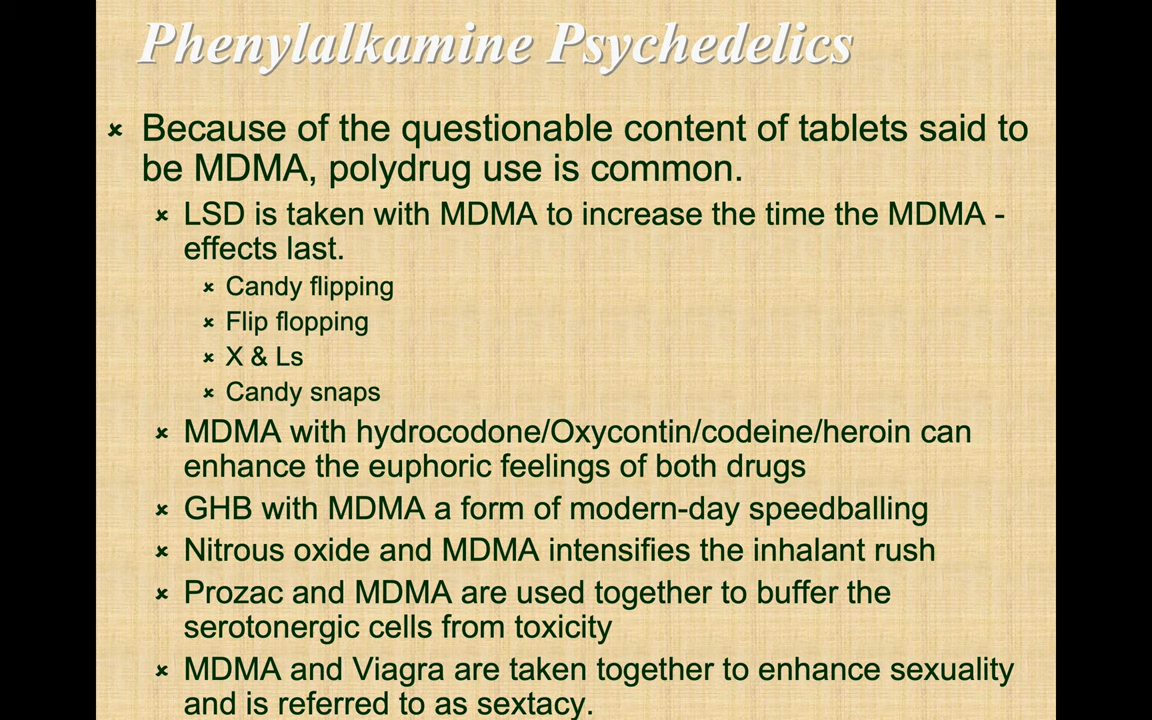 Phenylalkamine Psychedelics
Because of the questionable content of tablets said to
be MDMA, polydrug use is common.
LSD is taken with MDMA to increase the time the MDMA -
effects last.
Candy flipping
Flip flopping
X & Ls
Candy snaps
MDMA with hydrocodone/Oxycontin/codeine/heroin can
enhance the euphoric feelings of both drugs
GHB with MDMA a form of modern-day speedballing
Nitrous oxide and MDMA intensifies the inhalant rush
Prozac and MDMA are used together to buffer the
serotonergic cells from toxicity
MDMA and Viagra are taken together to enhance sexuality
and is referred to as sextacy.